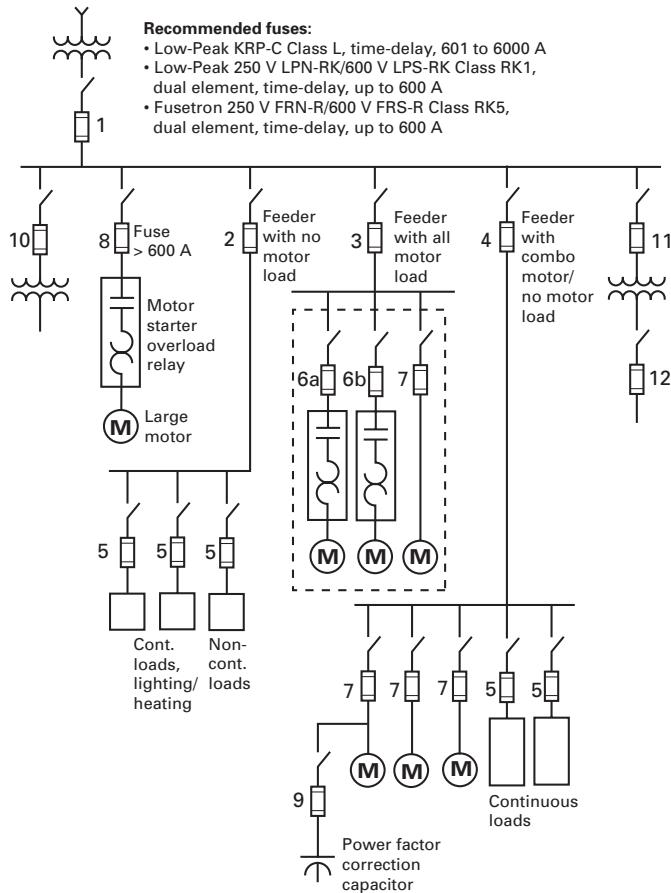 Recommended fuses:
• Low-Peak KRP-C Class L, time-delay, 601 to 6000 A
• Low-Peak 250 V LPN-RK/600 V LPS-RK Class RK1,
dual element, time-delay, up to 600 A
• Fusetron 250 V FRN-R/600 V FRS-R Class RK5,
dual element, time-delay, up to 600 A
1
10
8
Fuse
> 600 A
2
Feeder
with no
motor
load
3
Feeder
with all
motor
load
4
Feeder
with
combo
motor/
no motor
load
11
12
Motor
starter
overload
relay
M
Large
motor
6a
6b
7
M
M
M
5
5
5
Cont.
loads,
lighting/
heating
Non-
cont.
loads
7
7
7
5
5
M
M
M
Continuous
loads
9
Power factor
correction
capacitor